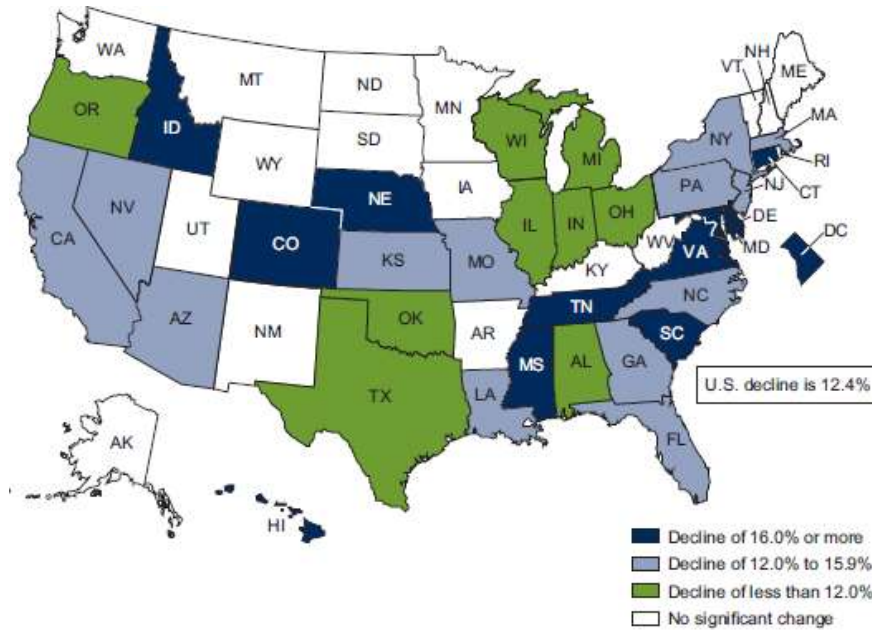 WA
MT
ND
MN
VT
NH
ME
OR
ID
WY
SD
WI
MI
NY
MA
RI
CT
NV
UT
CO
NE
IA
IL
IN
OH
PA
NJ
DE
MD
DC
CA
KS
MO
KY
WV
VA
AZ
NM
OK
AR
TN
NC
SC
TX
LA
MS
AL
GA
FL
U.S. decline is 12.4%
AK
HI
Decline of 16.0% or more
Decline of 12.0% to 15.9%
Decline of less than 12.0%
No significant change